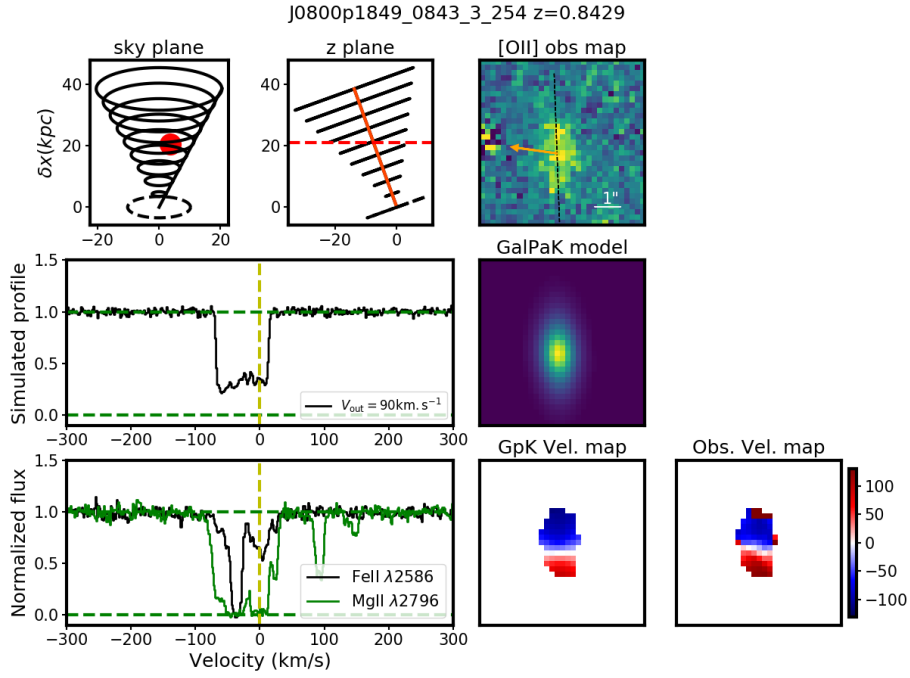 J0800p1849_0843_3_254 z=0.8429
sky plane
z plane
[OII] obs map
δx(kpc)
40
20
0
−20
0
20
−20
0
1"
GalPaK model
Simulated profile
1.5
1.0
0.5
0.0
V_out = 90km.s⁻¹
−300
−200
−100
0
100
200
300
GpK Vel. map
Obs. Vel. map
Normalized flux
1.5
1.0
0.5
0.0
FeII λ2586
MgII λ2796
−300
−200
−100
0
100
200
300
Velocity (km/s)
100
50
0
−50
−100